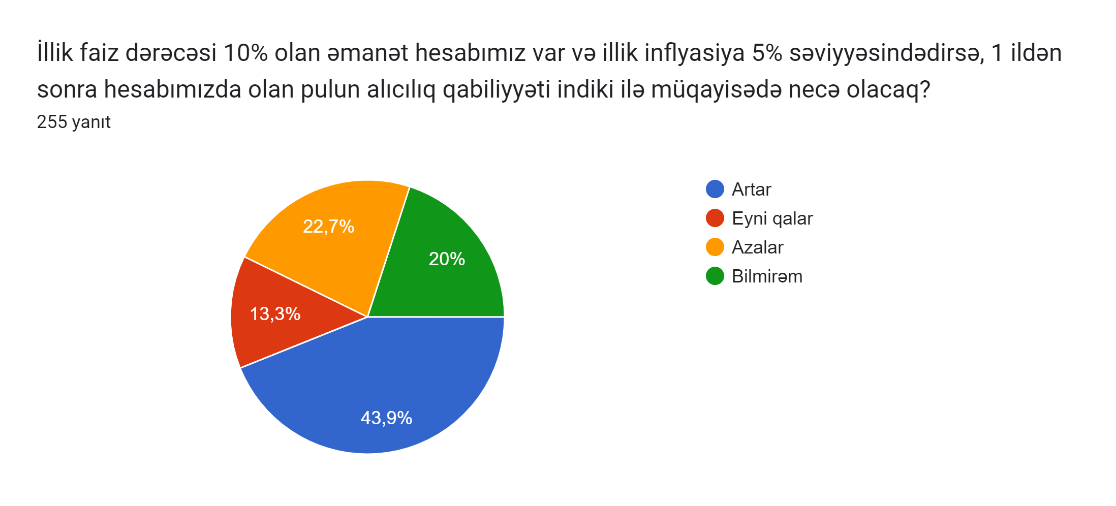 İllik faiz dərəcəsi 10% olan əmanət hesabımız var və illik inflyasiya 5% səviyyəsindədirsə, 1 ildən
sonra hesabımızda olan pulun alıcılıq qabiliyyəti indiki ilə müqayisədə necə olacaq?
255 yanıt
Artar
Eyni qalar
Azalar
Bilmirəm
22,7%
20%
13,3%
43,9%